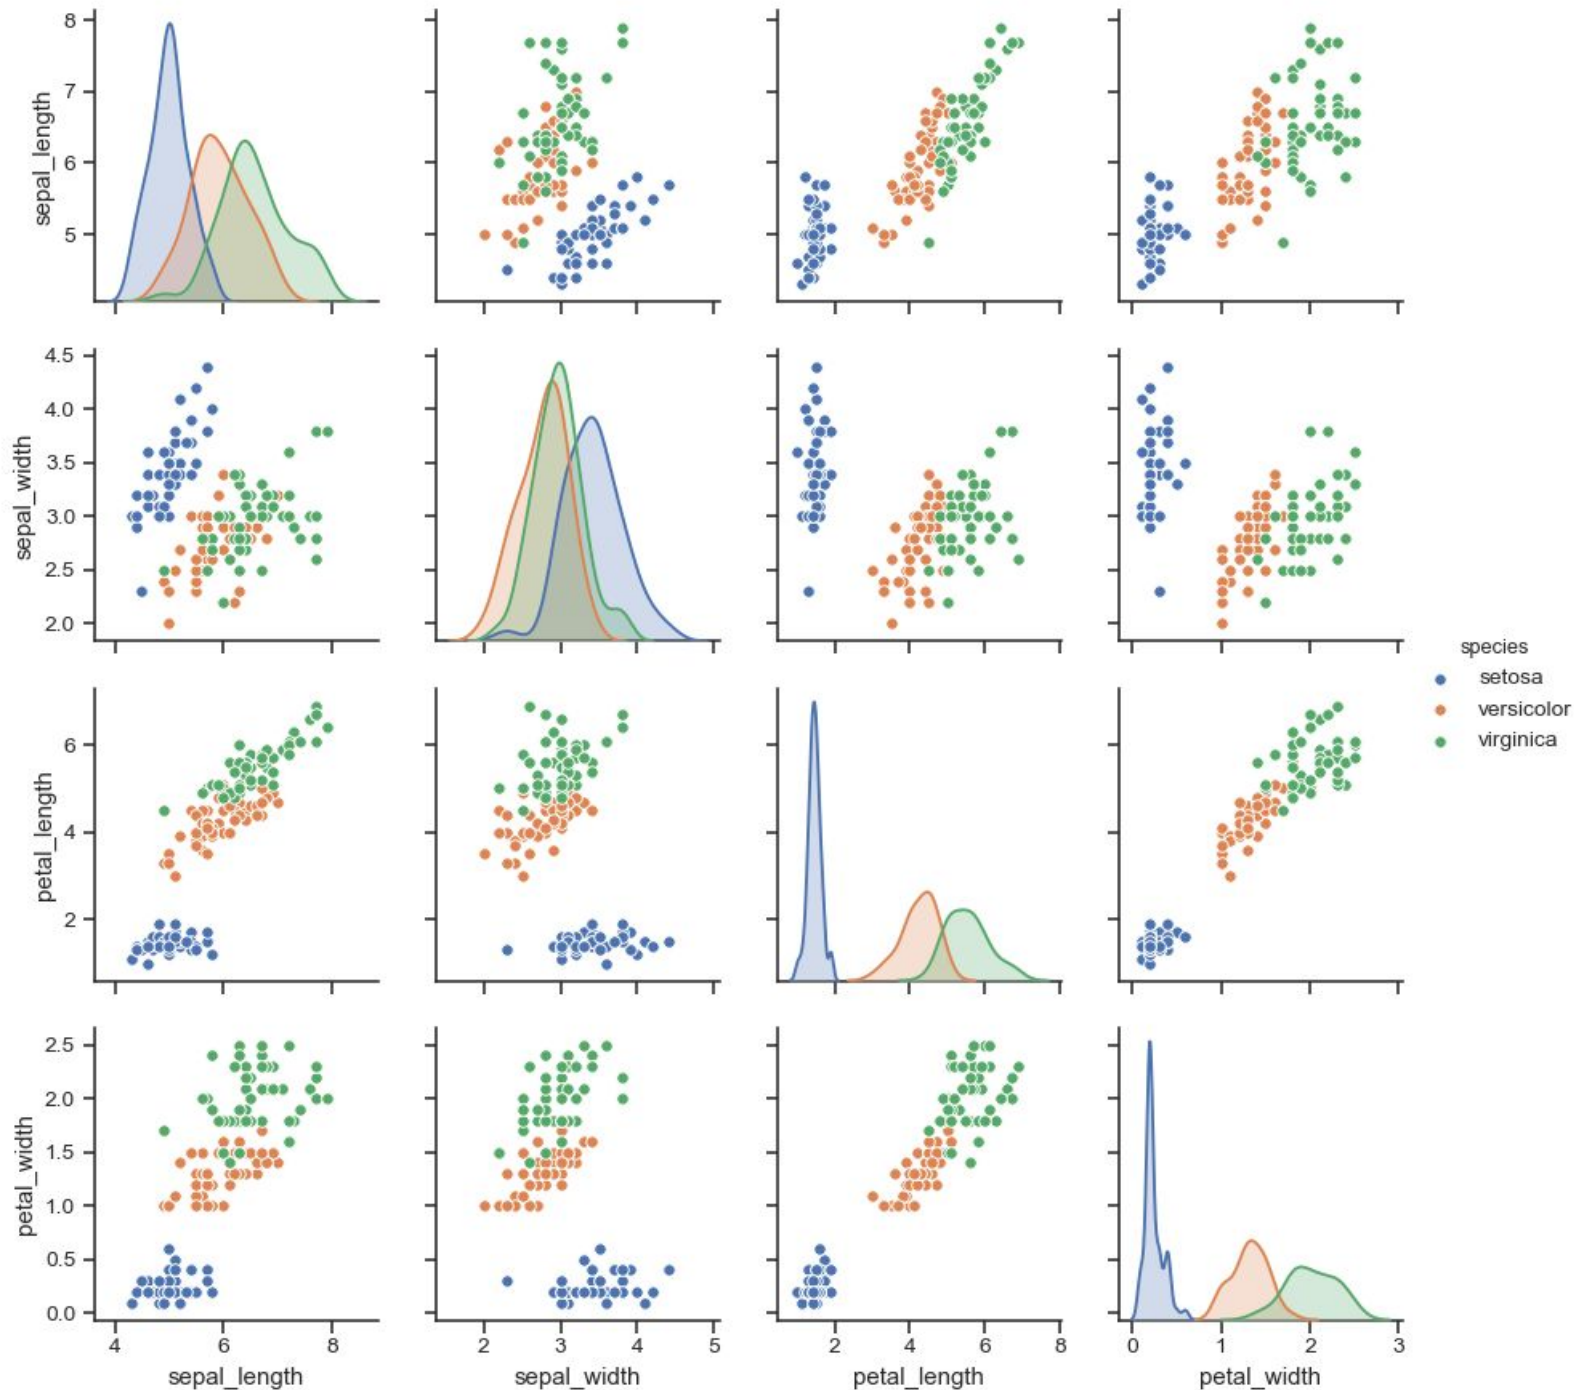 8
7
6
5
sepal_length
4.5
4.0
3.5
3.0
2.5
2.0
sepal_width
species
setosa
versicolor
virginica
6
4
2
petal_length
2.5
2.0
1.5
1.0
0.5
0.0
petal_width
4 6 8
2 3 4 5
2 4 6 8
0 1 2 3
sepal_length
sepal_width
petal_length
petal_width